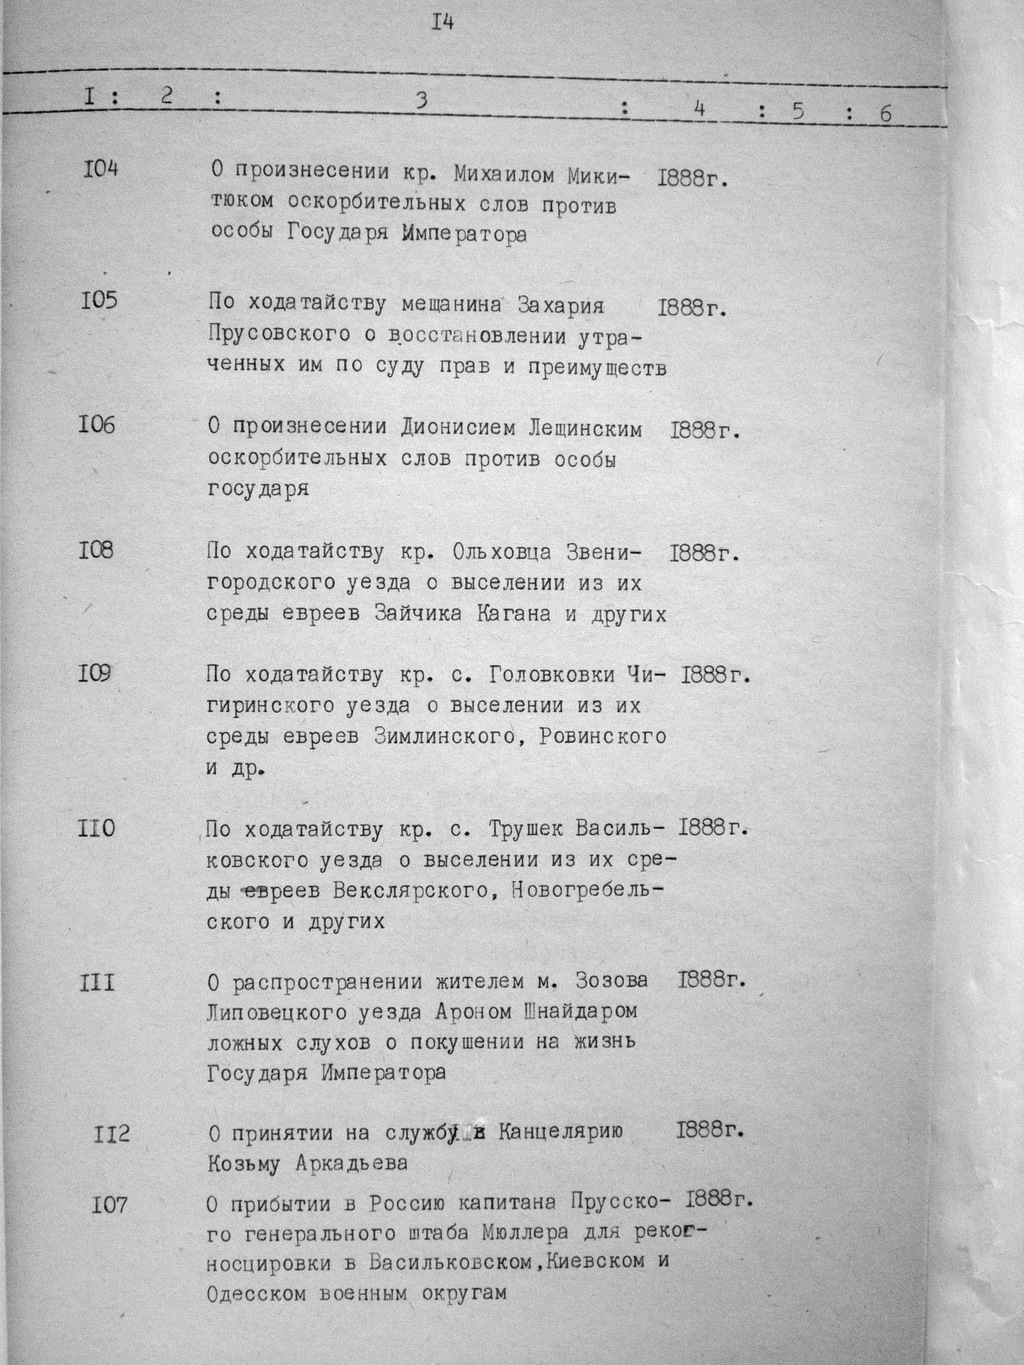 I4
I : 2 : 3 : 4 : 5 : 6
I04 О произнесении кр. Михаилом Мики- I888г.
тюком оскорбительных слов против
особы Государя Императора
I05 По ходатайству мещанина Захария I888г.
Прусовского о восстановлении утра-
ченных им по суду прав и преимуществ
I06 О произнесении Дионисием Лещинским I888г.
оскорбительных слов против особы
государя
I08 По ходатайству кр. Ольховца Звени- I888г.
городского уезда о выселении из их
среды евреев Зайчика Кагана и других
I09 По ходатайству кр. с. Головковки Чи- I888г.
гиринского уезда о выселении из их
среды евреев Зимлинского, Ровинского
и др.
II0 По ходатайству кр. с. Трушек Василь- I888г.
ковского уезда о выселении из их сре-
ды евреев Векслярского, Новогребель-
ского и других
III О распространении жителем м. Зозова I888г.
Липовецкого уезда Ароном Шнайдаром
ложных слухов о покушении на жизнь
Государя Императора
II2 О принятии на службу в Канцелярию I888г.
Козьму Аркадьева
I07 О прибытии в Россию капитана Прусско- I888г.
го генерального штаба Мюллера для реког-
носцировки в Васильковском,Киевском и
Одесском военным округам